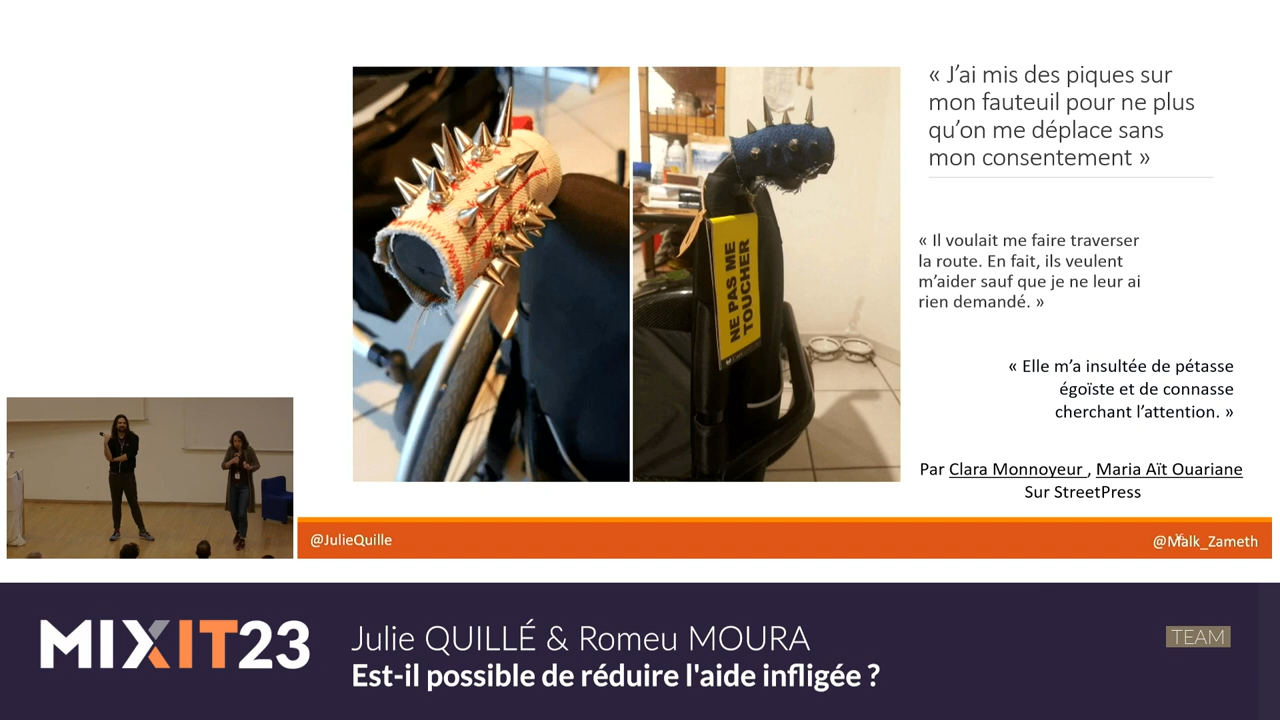 « J’ai mis des piques sur
mon fauteuil pour ne plus
qu’on me déplace sans
mon consentement »
« Il voulait me faire traverser
la route. En fait, ils veulent
m’aider sauf que je ne leur ai
rien demandé. »
« Elle m’a insultée de pétasse
égoïste et de connasse
cherchant l’attention. »
Par Clara Monnoyeur , Maria Aït Ouariane
Sur StreetPress
NE PAS ME
TOUCHER
@JulieQuille
@Malk_Zameth
MIXIT23
Julie QUILLÉ & Romeu MOURA
Est-il possible de réduire l'aide infligée ?
TEAM